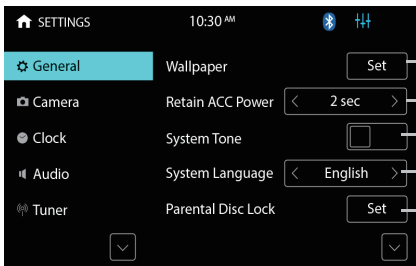 SETTINGS 10:30 AM
General
Wallpaper Set
Camera
Retain ACC Power < 2 sec >
Clock
System Tone
Audio
System Language < English >
Tuner
Parental Disc Lock Set